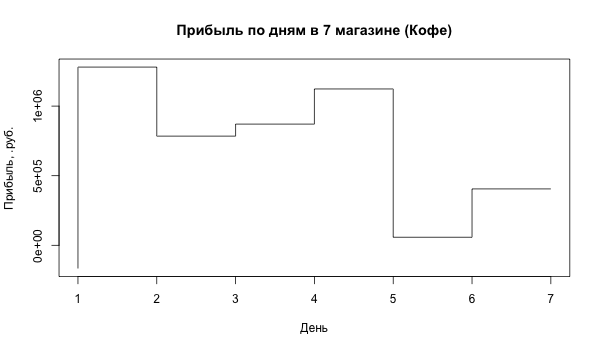 Прибыль по дням в 7 магазине (Кофе)
Прибыль, .руб.
1e+06
5e+05
0e+00
1 2 3 4 5 6 7
День